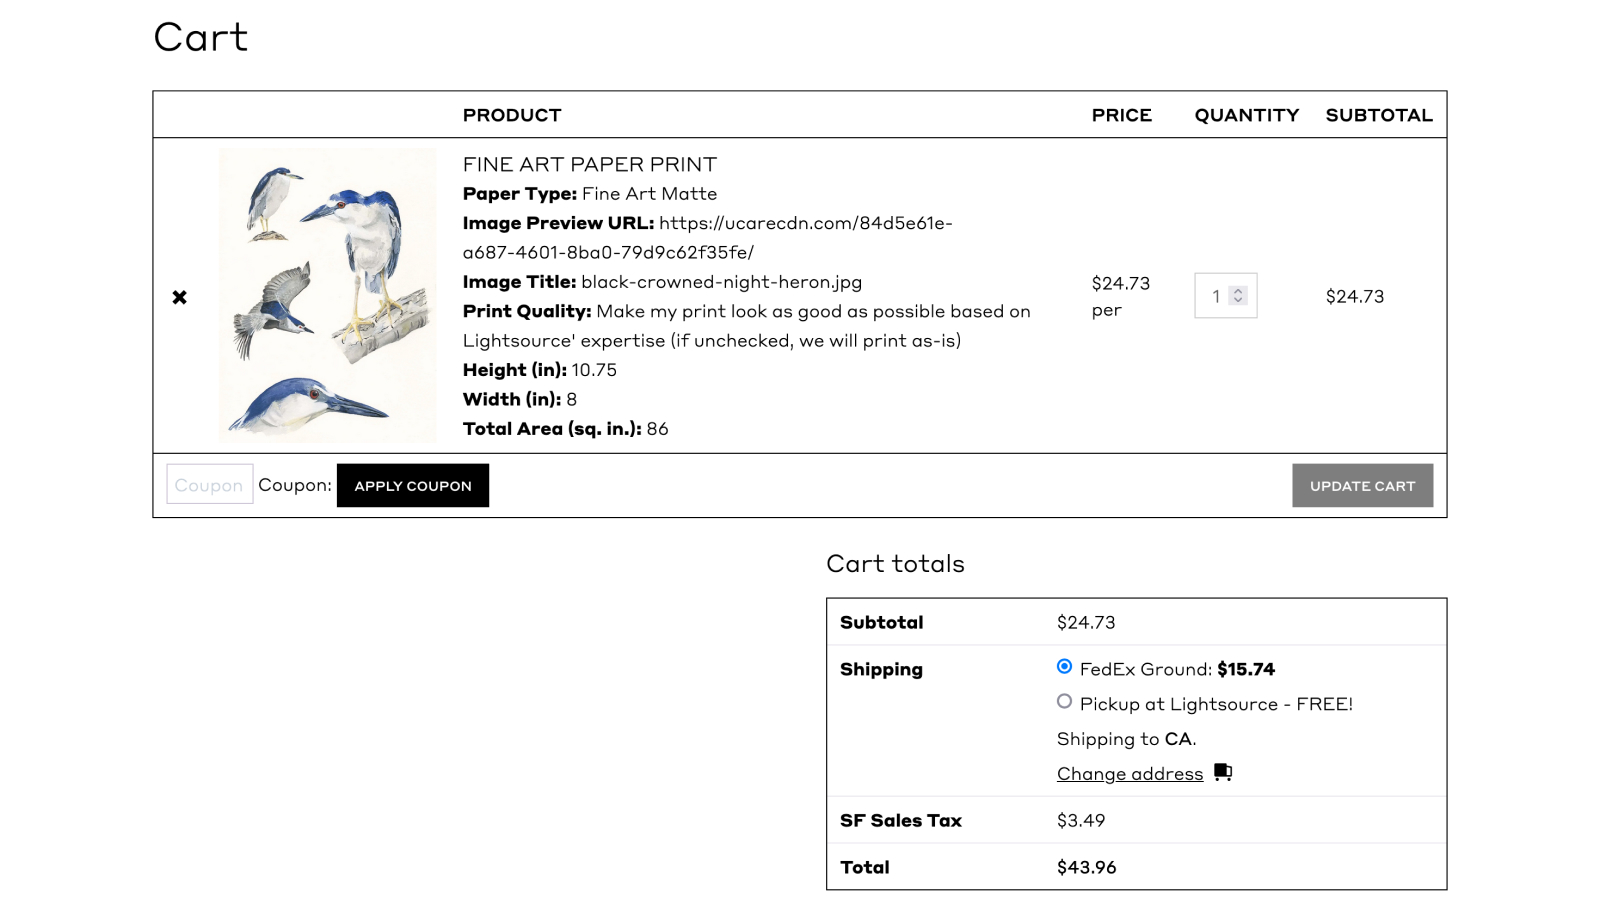 Cart
PRODUCT PRICE QUANTITY SUBTOTAL
FINE ART PAPER PRINT
Paper Type: Fine Art Matte
Image Preview URL: https://ucarecdn.com/84d5e61e-
a687-4601-8ba0-79d9c62f35fe/
Image Title: black-crowned-night-heron.jpg
Print Quality: Make my print look as good as possible based on
Lightsource' expertise (if unchecked, we will print as-is)
Height (in): 10.75
Width (in): 8
Total Area (sq. in.): 86
$24.73
per
1
$24.73
Coupon Coupon: APPLY COUPON UPDATE CART
Cart totals
Subtotal $24.73
Shipping FedEx Ground: $15.74
Pickup at Lightsource - FREE!
Shipping to CA.
Change address
SF Sales Tax $3.49
Total $43.96